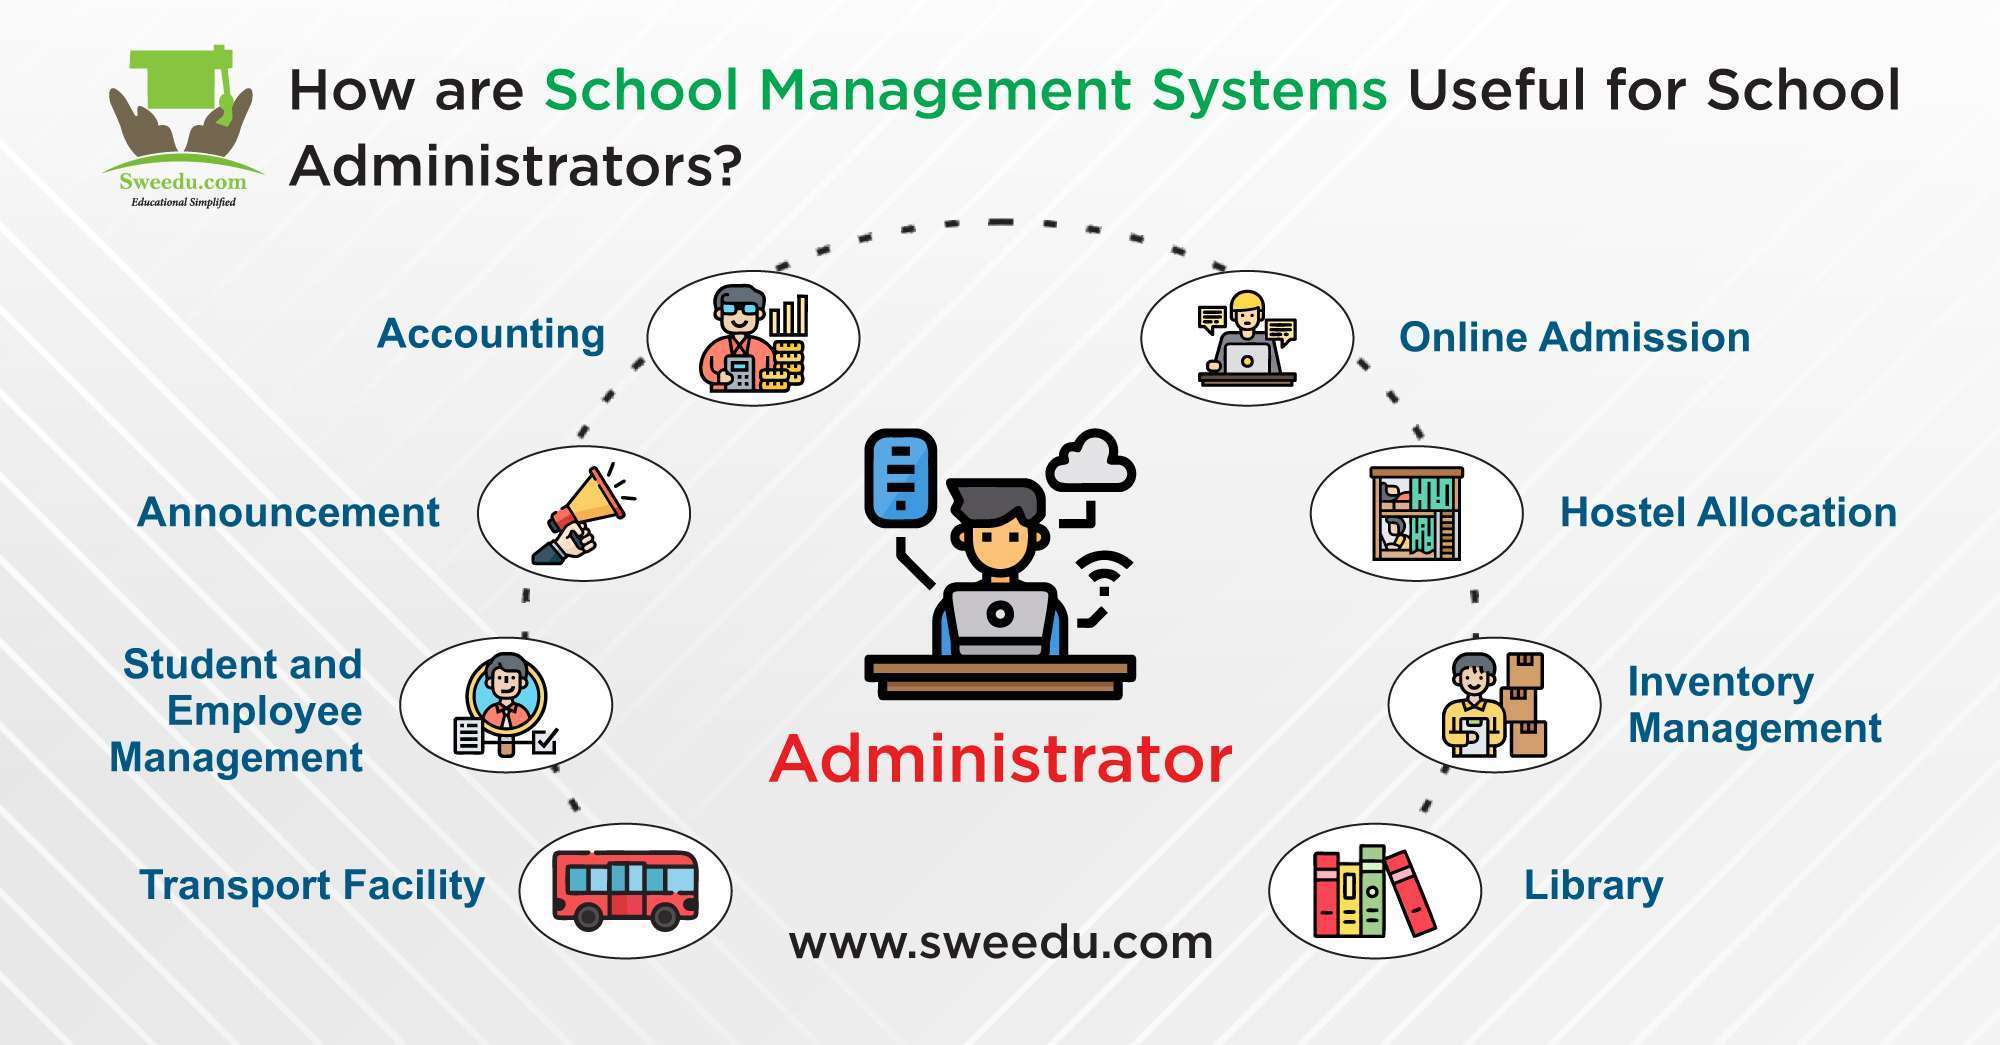 How are School Management Systems Useful for School
Administrators?
Sweedu.com
Educational Simplified
Accounting
Online Admission
Announcement
Hostel Allocation
Student and
Employee
Management
Inventory
Management
Administrator
Transport Facility
Library
www.sweedu.com